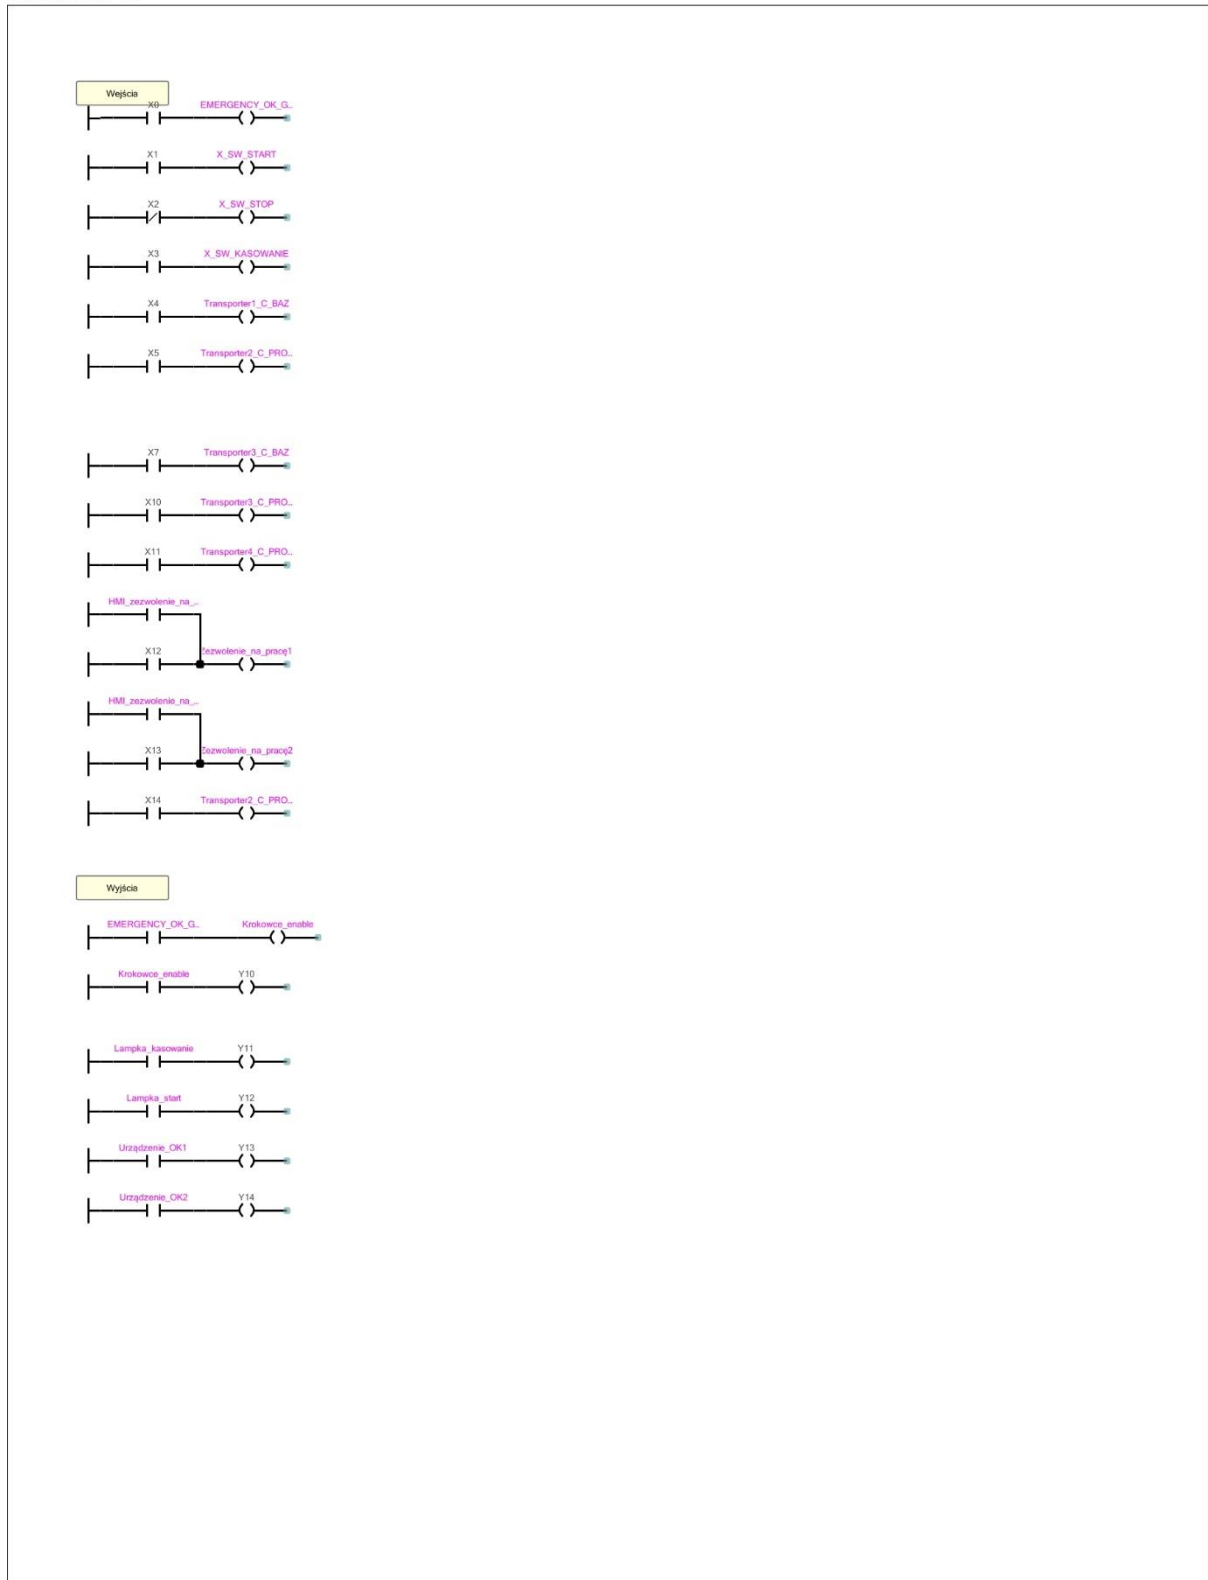 Wejścia
X0 EMERGENCY_OK_G..
X1 X_SW_START
X2 X_SW_STOP
X3 X_SW_KASOWANIE
X4 Transporter1_C_BAZ
X5 Transporter2_C_PRO..
X7 Transporter3_C_BAZ
X10 Transporter3_C_PRO..
X11 Transporter4_C_PRO..
HMI_zezwolenie_na_..
X12 Zezwolenie_na_pracę1
HMI_zezwolenie_na_..
X13 Zezwolenie_na_pracę2
X14 Transporter2_C_PRO..
Wyjścia
EMERGENCY_OK_G.. Krokowce_enable
Krokowce_enable Y10
Lampka_kasowanie Y11
Lampka_start Y12
Urządzenie_OK1 Y13
Urządzenie_OK2 Y14